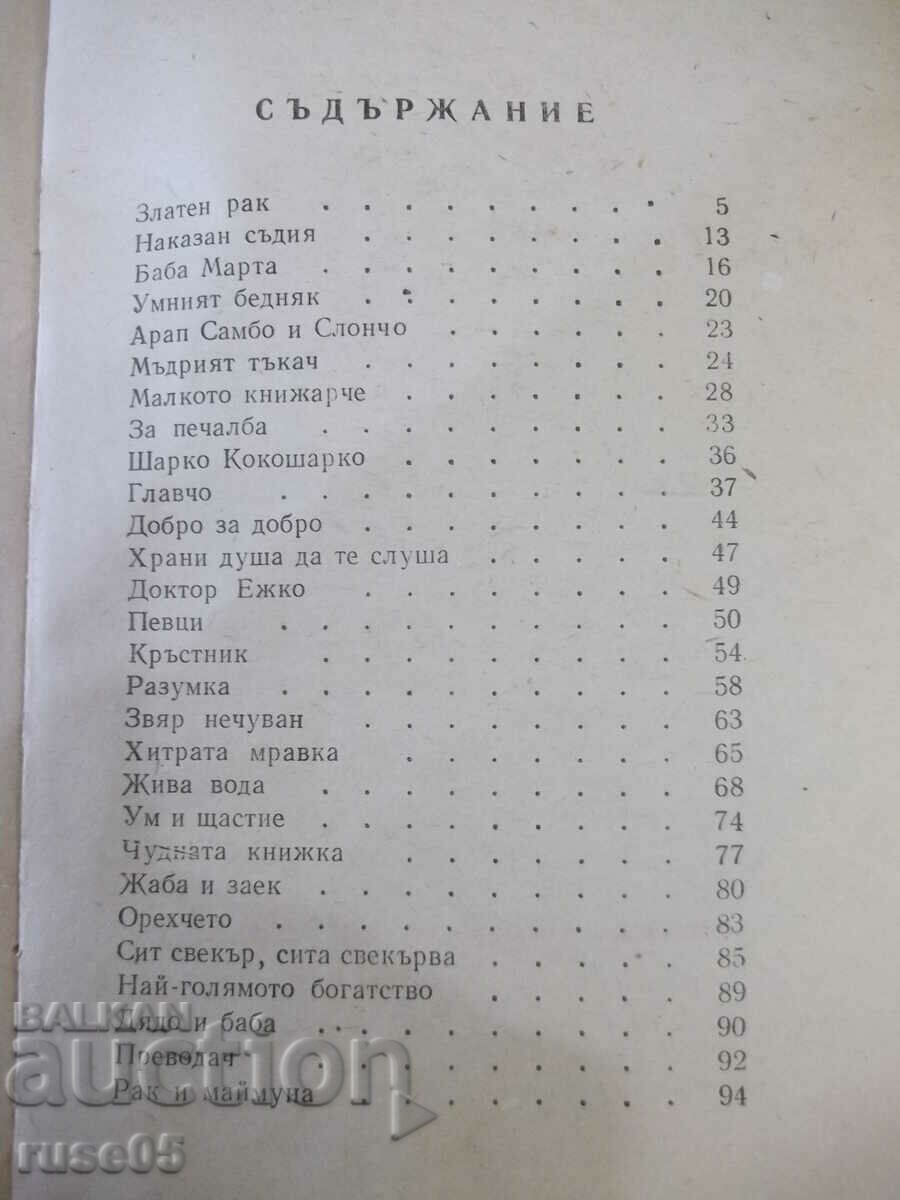 СЪДЪРЖАНИЕ
Златен рак . . . . . . . . . 5
Наказан съдия . . . . . . . . 13
Баба Марта . . . . . . . . . 16
Умният бедняк . . . . . . . . 20
Арап Самбо и Слончо . . . . . . 23
Мъдрият тъкач . . . . . . . . 24
Малкото книжарче . . . . . . . 28
За печалба . . . . . . . . . 33
Шарко Кокошарко . . . . . . . 36
Главчо . . . . . . . . . . 37
Добро за добро . . . . . . . . 44
Храни душа да те слуша . . . . . 47
Доктор Ежко . . . . . . . . 49
Певци . . . . . . . . . . 50
Кръстник . . . . . . . . . 54
Разумка . . . . . . . . . . 58
Звяр нечуван . . . . . . . . 63
Хитрата мравка . . . . . . . . 65
Жива вода . . . . . . . . . 68
Ум и щастие . . . . . . . . . 74
Чудната книжка . . . . . . . 77
Жаба и заек . . . . . . . . . 80
Орехчето . . . . . . . . . . 83
Сит свекър, сита свекърва . . . . . 85
Най-голямото богатство . . . . . 89
Дядо и баба . . . . . . . . . 90
Преводач . . . . . . . . . 92
Рак и маймуна . . . . . . . . 94
BALKAN
auction
ruse05